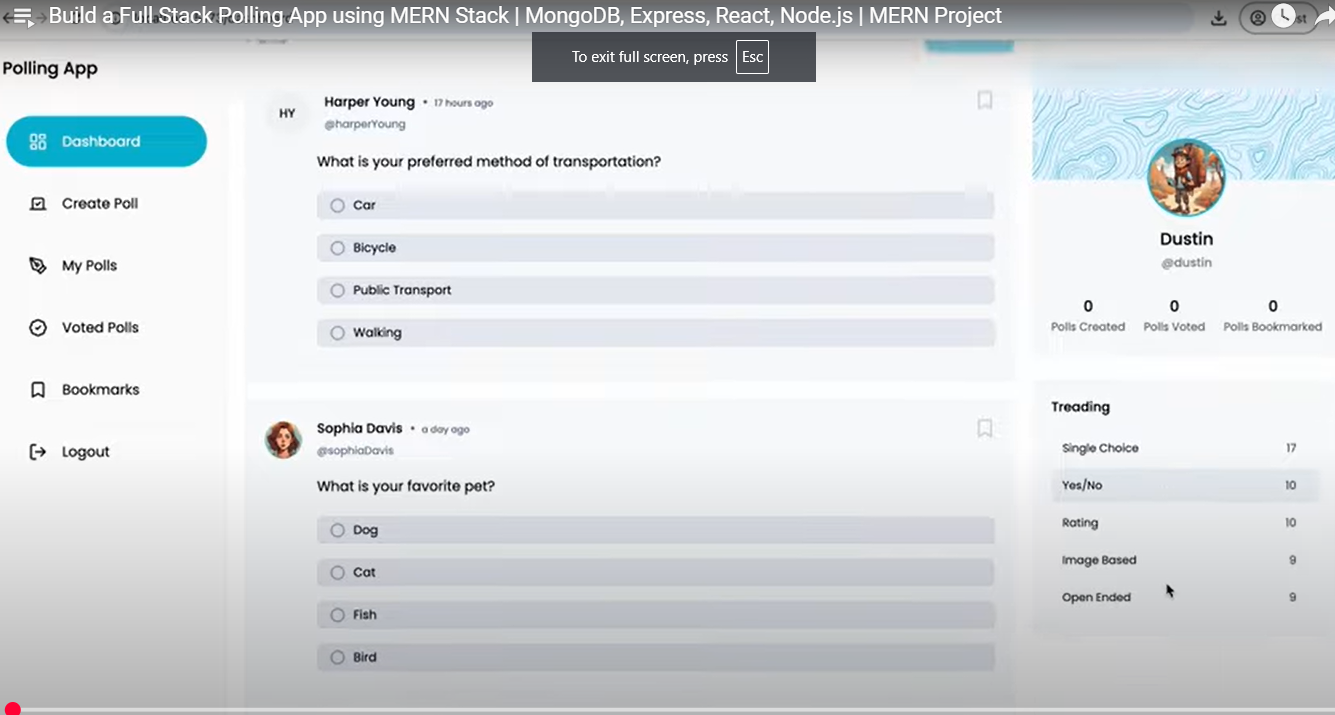 Build a Full Stack Polling App using MERN Stack | MongoDB, Express, React, Node.js | MERN Project
To exit full screen, press Esc
Polling App
Dashboard
Create Poll
My Polls
Voted Polls
Bookmarks
Logout
HY
Harper Young • 17 hours ago
@harperYoung
What is your preferred method of transportation?
Car
Bicycle
Public Transport
Walking
Sophia Davis • a day ago
@sophiaDavis
What is your favorite pet?
Dog
Cat
Fish
Bird
Dustin
@dustin
0 0 0
Polls Created Polls Voted Polls Bookmarked
Treading
Single Choice 17
Yes/No 10
Rating 10
Image Based 9
Open Ended 9